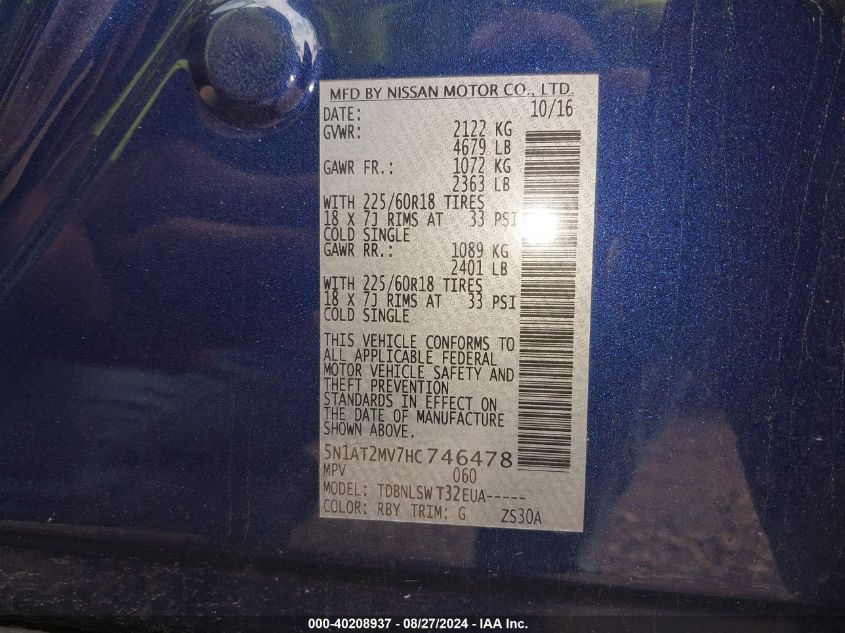 MFD BY NISSAN MOTOR CO., LTD.
DATE: 10/16
GVWR: 2122 KG
4679 LB
GAWR FR.: 1072 KG
2363 LB
WITH 225/60R18 TIRES
18 X 7J RIMS AT 33 PSI
COLD SINGLE
GAWR RR.: 1089 KG
2401 LB
WITH 225/60R18 TIRES
18 X 7J RIMS AT 33 PSI
COLD SINGLE
THIS VEHICLE CONFORMS TO
ALL APPLICABLE FEDERAL
MOTOR VEHICLE SAFETY AND
THEFT PREVENTION
STANDARDS IN EFFECT ON
THE DATE OF MANUFACTURE
SHOWN ABOVE.
5N1AT2MV7HC 746478
MPV 060
MODEL: TDBNLSW T32EUA-----
COLOR: RBY TRIM: G ZS30A
000-40208937 - 08/27/2024 - IAA Inc.